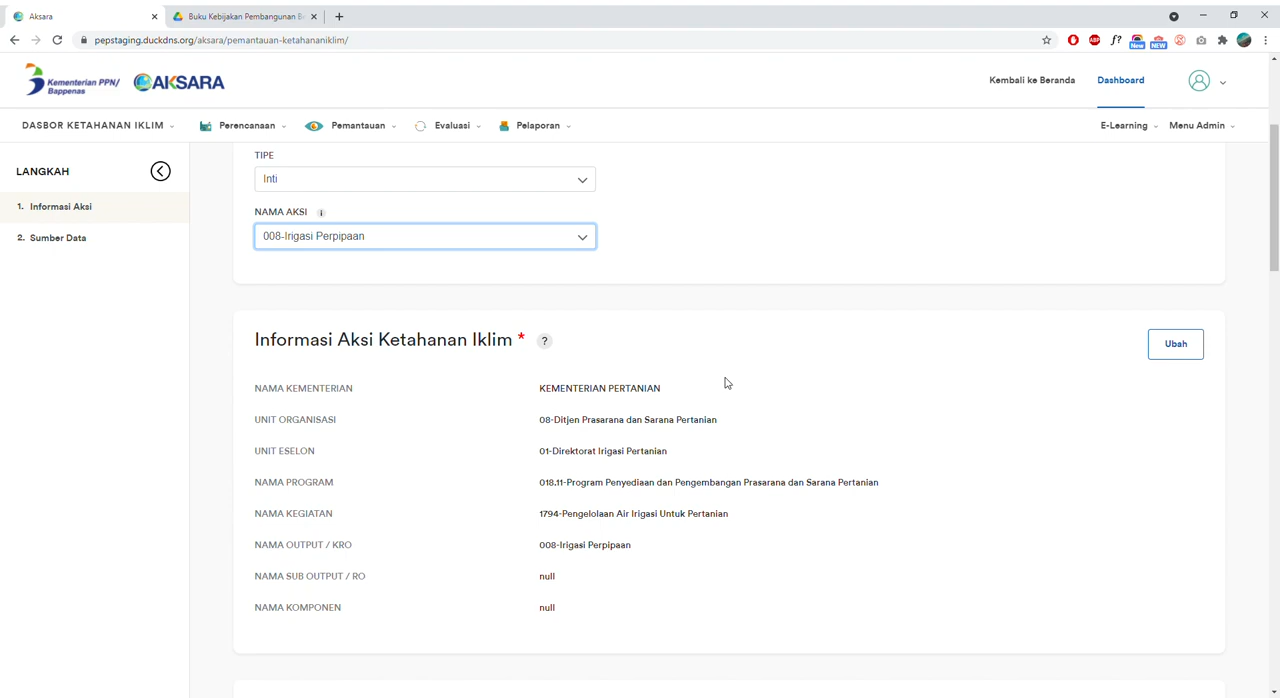 Aksara
Buku Kebijakan Pembangunan Be
pepstaging.duckdns.org/aksara/pemantauan-ketahananiklim/
ABP
f?
New
NEW
Kementerian PPN/
Bappenas
AKSARA
Kembali ke Beranda
Dashboard
DASBOR KETAHANAN IKLIM
Perencanaan
Pemantauan
Evaluasi
Pelaporan
E-Learning
Menu Admin
LANGKAH
1. Informasi Aksi
2. Sumber Data
TIPE
Inti
NAMA AKSI i
008-Irigasi Perpipaan
Informasi Aksi Ketahanan Iklim * ?
Ubah
NAMA KEMENTERIAN KEMENTERIAN PERTANIAN
UNIT ORGANISASI 08-Ditjen Prasarana dan Sarana Pertanian
UNIT ESELON 01-Direktorat Irigasi Pertanian
NAMA PROGRAM 018.11-Program Penyediaan dan Pengembangan Prasarana dan Sarana Pertanian
NAMA KEGIATAN 1794-Pengelolaan Air Irigasi Untuk Pertanian
NAMA OUTPUT / KRO 008-Irigasi Perpipaan
NAMA SUB OUTPUT / RO null
NAMA KOMPONEN null